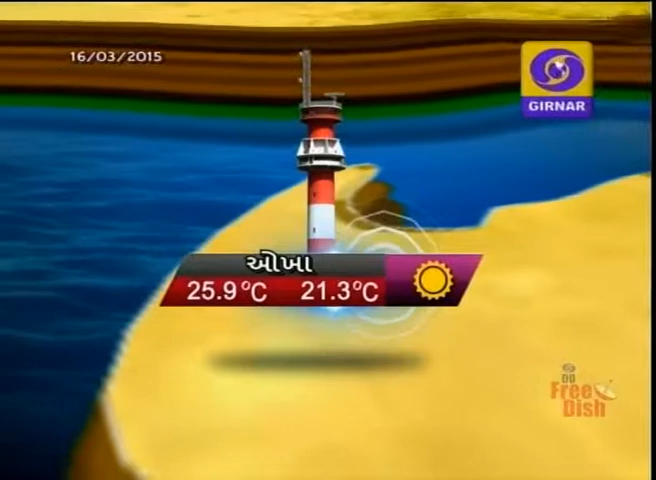 16/03/2015
GIRNAR
ઓખા
25.9°C 21.3°C
DD
Free
Dish